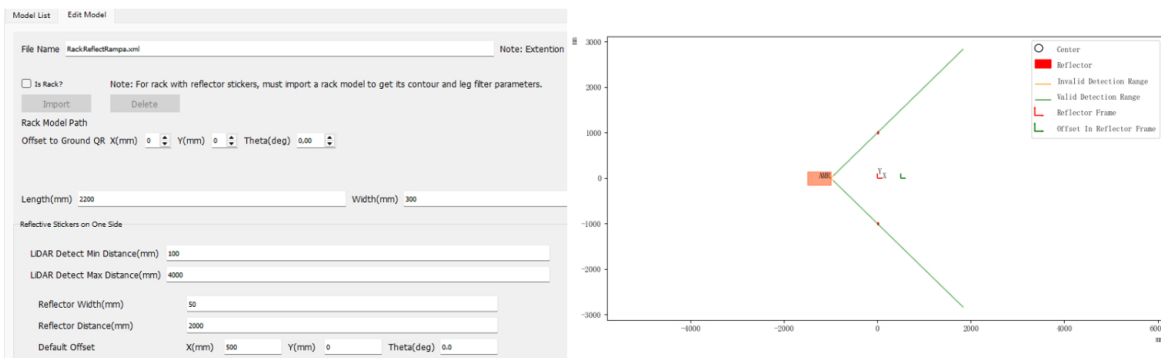 Model List Edit Model
File Name RackReflectRampa.xml Note: Extention
Is Rack? Note: For rack with reflector stickers, must import a rack model to get its contour and leg filter parameters.
Import Delete
Rack Model Path
Offset to Ground QR X(mm) 0 Y(mm) 0 Theta(deg) 0,00
Length(mm) 2200 Width(mm) 300
Reflective Stickers on One Side
LiDAR Detect Min Distance(mm) 100
LiDAR Detect Max Distance(mm) 4000
Reflector Width(mm) 50
Reflector Distance(mm) 2000
Default Offset X(mm) 500 Y(mm) 0 Theta(deg) 0.0
3000
2000
1000
0
-1000
-2000
-3000
Y
X
-4000 -2000 0 2000 4000 600
Center
Reflector
Invalid Detection Range
Valid Detection Range
Reflector Frame
Offset In Reflector Frame